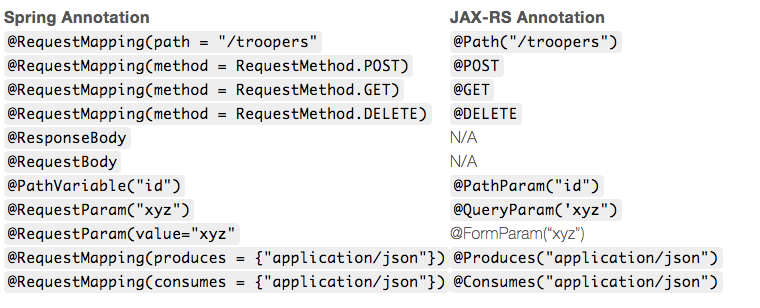 Spring Annotation JAX-RS Annotation
@RequestMapping(path = "/troopers" @Path("/troopers")
@RequestMapping(method = RequestMethod.POST) @POST
@RequestMapping(method = RequestMethod.GET) @GET
@RequestMapping(method = RequestMethod.DELETE) @DELETE
@ResponseBody N/A
@RequestBody N/A
@PathVariable("id") @PathParam("id")
@RequestParam("xyz") @QueryParam('xyz")
@RequestParam(value="xyz" @FormParam(“xyz”)
@RequestMapping(produces = {"application/json"}) @Produces("application/json")
@RequestMapping(consumes = {"application/json"}) @Consumes("application/json")